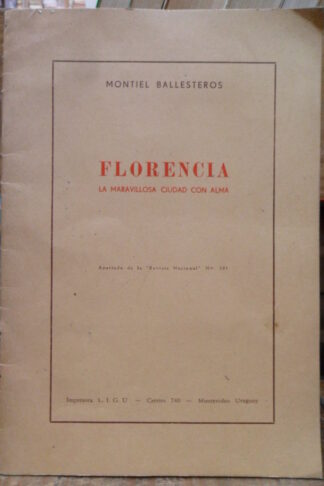 MONTIEL BALLESTEROS
FLORENCIA
LA MARAVILLOSA CIUDAD CON ALMA
Apartado de la "Revista Nacional" Nº.
Imprenta L. I. G. U. — Cerrito 740 — Montevideo Uruguay